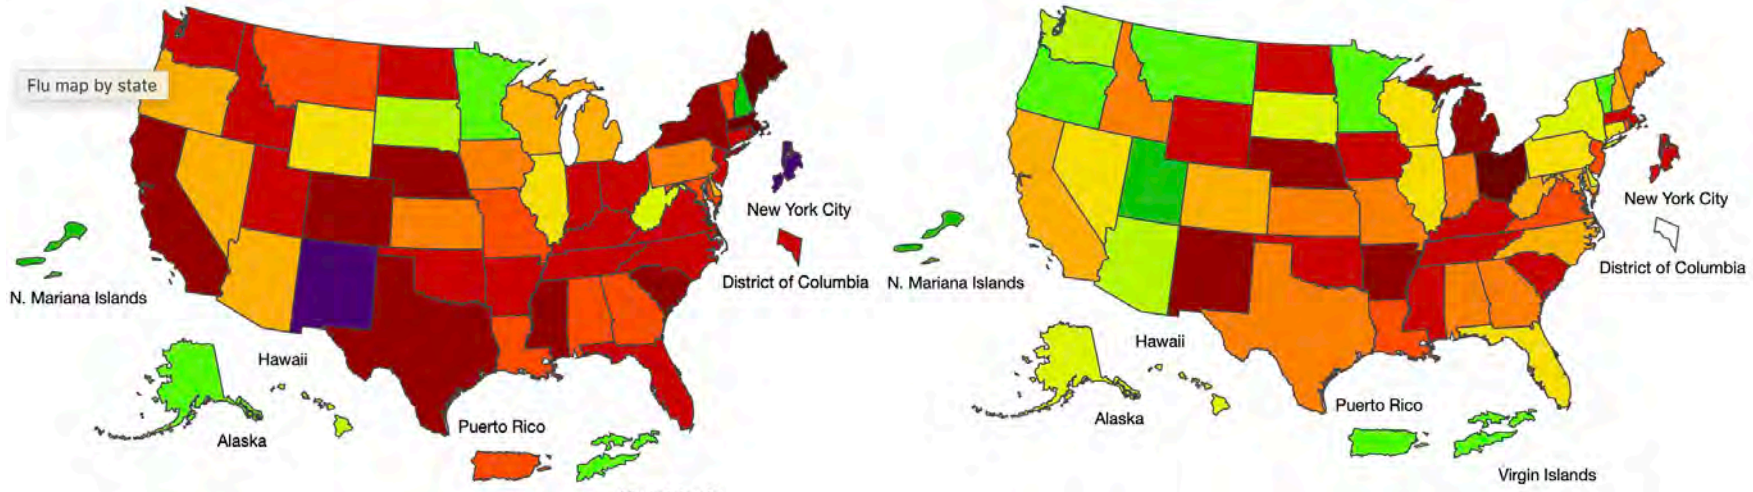 Flu map by state
New York City
District of Columbia
N. Mariana Islands
Hawaii
Alaska
Puerto Rico
New York City
District of Columbia
N. Mariana Islands
Hawaii
Alaska
Puerto Rico
Virgin Islands